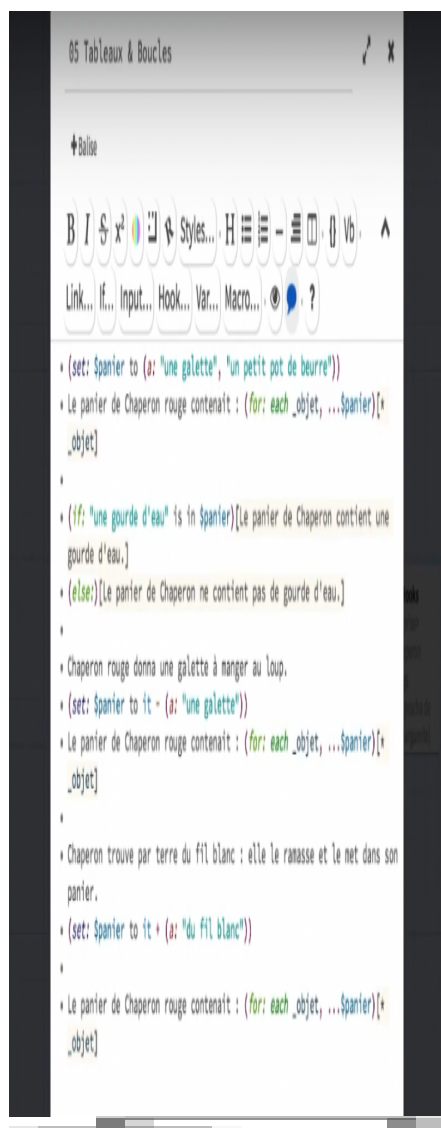 05 Tableaux & Boucles
Balise
B I S x² Styles... H {} Vb
Link... If... Input... Hook... Var... Macro... ?
(set: $panier to (a: "une galette", "un petit pot de beurre"))
Le panier de Chaperon rouge contenait : (for: each _objet, ...$panier)[*
_objet]
(if: "une gourde d'eau" is in $panier)[Le panier de Chaperon contient une
gourde d'eau.]
(else:)[Le panier de Chaperon ne contient pas de gourde d'eau.]
Chaperon rouge donna une galette à manger au loup.
(set: $panier to it - (a: "une galette"))
Le panier de Chaperon rouge contenait : (for: each _objet, ...$panier)[*
_objet]
Chaperon trouve par terre du fil blanc : elle le ramasse et le met dans son
panier.
(set: $panier to it + (a: "du fil blanc"))
Le panier de Chaperon rouge contenait : (for: each _objet, ...$panier)[*
_objet]